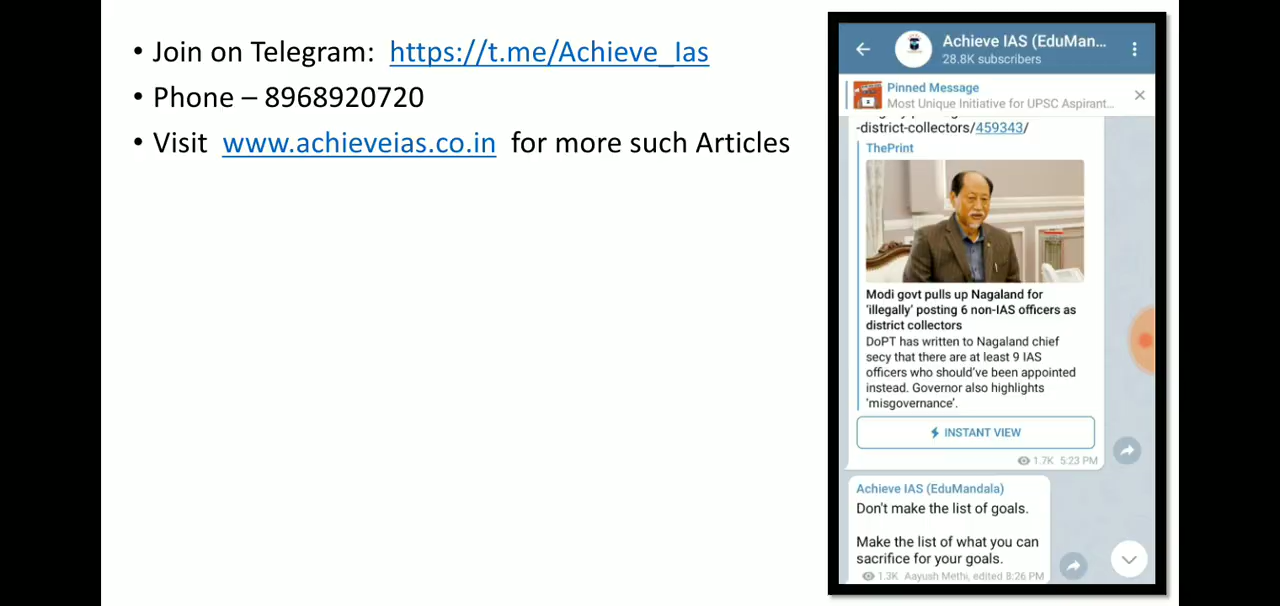 • Join on Telegram: https://t.me/Achieve_Ias
• Phone – 8968920720
• Visit www.achieveias.co.in for more such Articles
Achieve IAS (EduMan...
28.8K subscribers
Pinned Message
Most Unique Initiative for UPSC Aspirant...
-district-collectors/459343/
ThePrint
Modi govt pulls up Nagaland for
'illegally' posting 6 non-IAS officers as
district collectors
DoPT has written to Nagaland chief
secy that there are at least 9 IAS
officers who should've been appointed
instead. Governor also highlights
'misgovernance'.
INSTANT VIEW
1.7K 5:23 PM
Achieve IAS (EduMandala)
Don't make the list of goals.
Make the list of what you can
sacrifice for your goals.
1.3K Aayush Methi, edited 8:26 PM